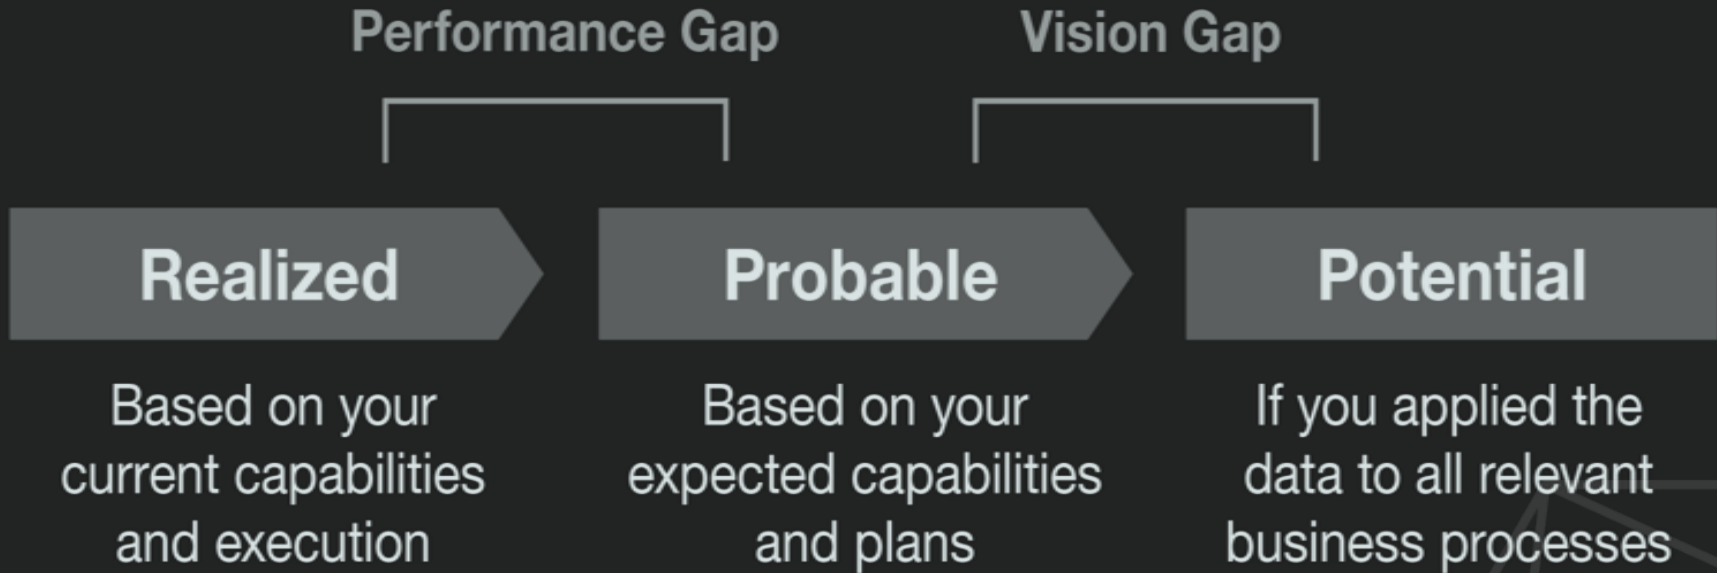 Performance Gap
Vision Gap
Realized
Probable
Potential
Based on your
current capabilities
and execution
Based on your
expected capabilities
and plans
If you applied the
data to all relevant
business processes